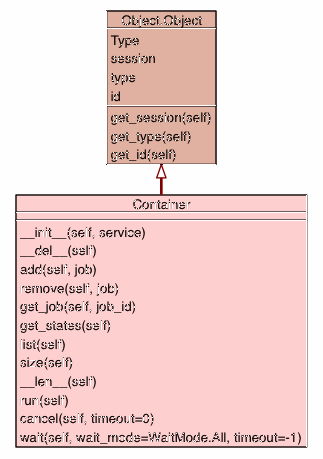 Object.Object
Type
session
type
id
get_session(self)
get_type(self)
get_id(self)
Container
__init__(self, service)
__del__(self)
add(self, job)
remove(self, job)
get_job(self, job_id)
get_states(self)
list(self)
size(self)
__len__(self)
run(self)
cancel(self, timeout=0)
wait(self, wait_mode=WaitMode.All, timeout=-1)